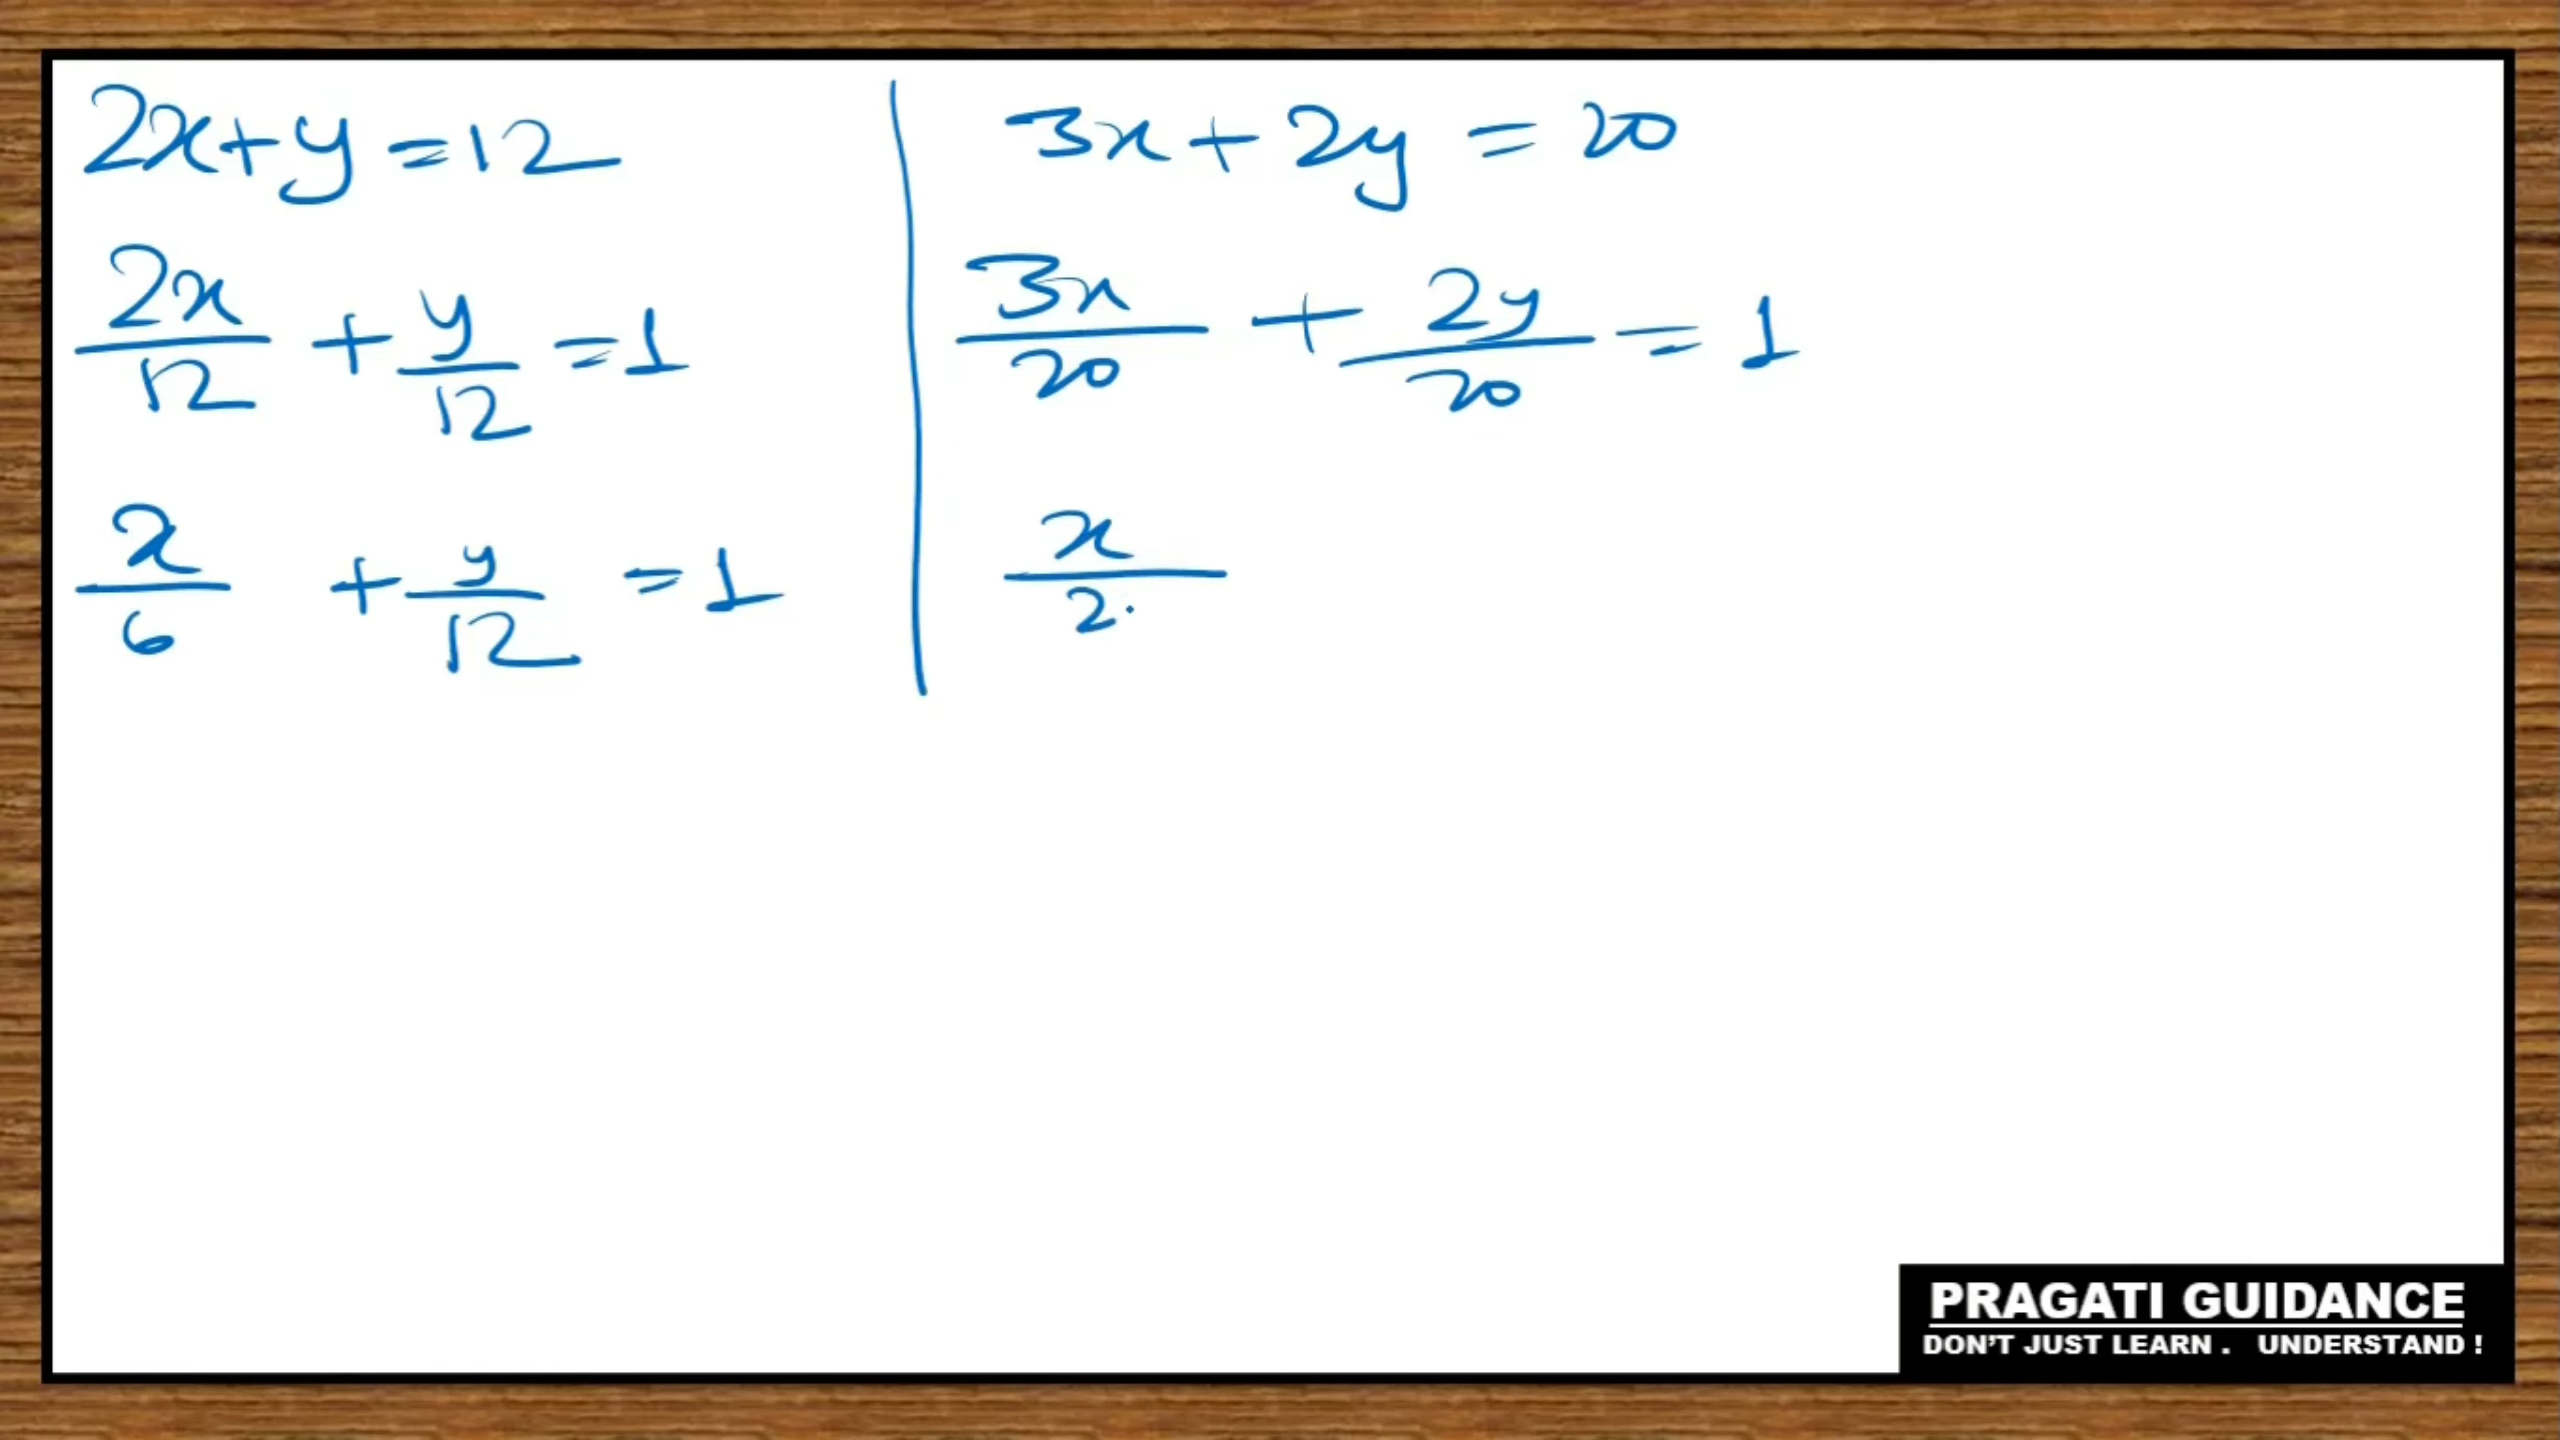 2x+y=12
2x/12 + y/12 = 1
x/6 + y/12 = 1
3x+2y = 20
3x/20 + 2y/20 = 1
x/2.
PRAGATI GUIDANCE
DON'T JUST LEARN. UNDERSTAND!